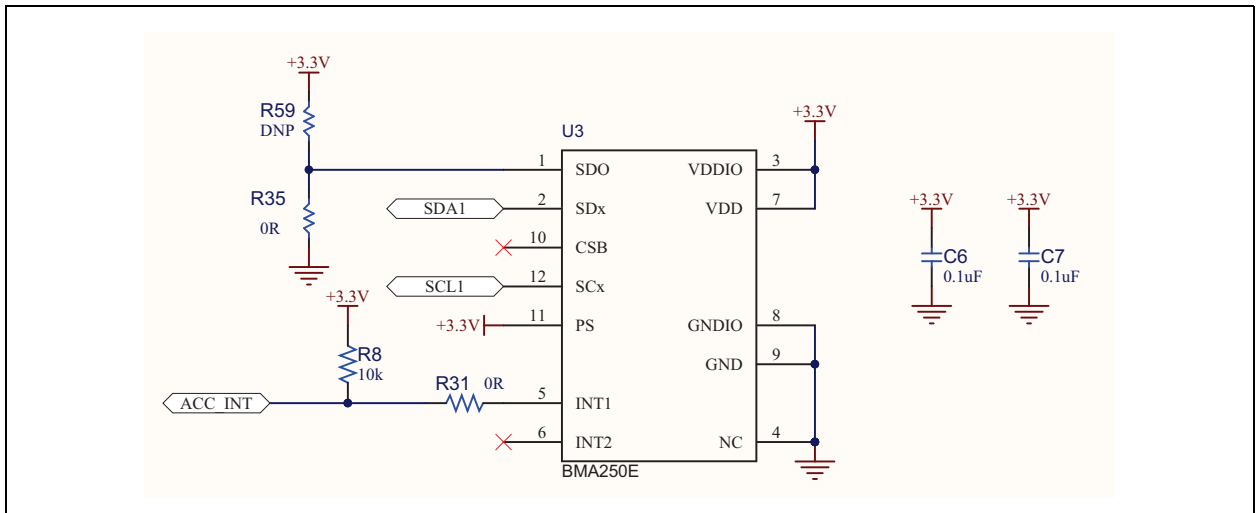 +3.3V
R59
DNP
R35
0R
U3
+3.3V
1 SDO VDDIO 3
SDA1 2 SDx VDD 7
10 CSB
SCL1 12 SCx
+3.3V 11 PS GNDIO 8
GND 9
+3.3V
R8
10k
ACC_INT R31 0R 5 INT1
6 INT2 NC 4
BMA250E
+3.3V +3.3V
C6 C7
0.1uF 0.1uF